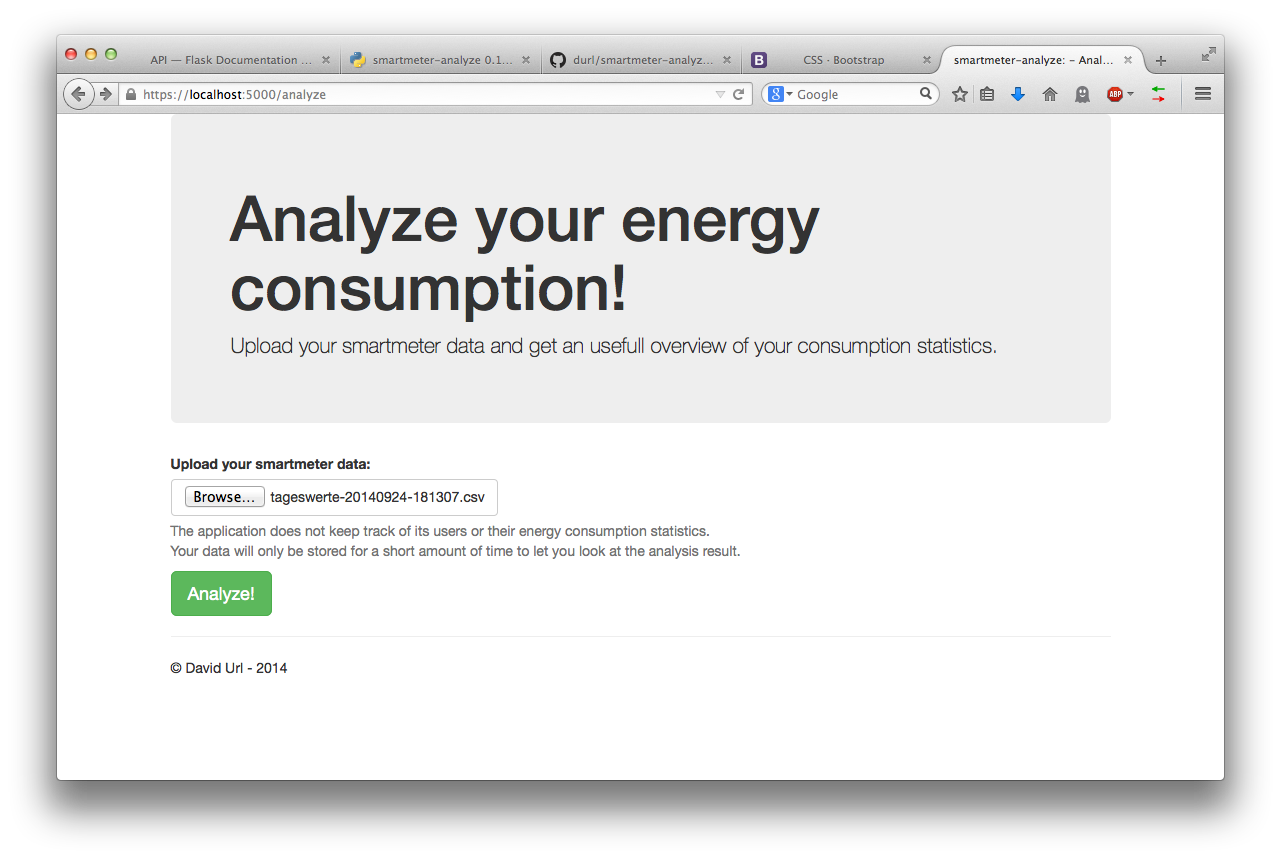 API — Flask Documentation ...
smartmeter-analyze 0.1...
durl/smartmeter-analyz...
B
CSS · Bootstrap
smartmeter-analyze: – Anal...
https://localhost:5000/analyze
8
Google
ABP
Analyze your energy
consumption!
Upload your smartmeter data and get an usefull overview of your consumption statistics.
Upload your smartmeter data:
Browse...
tageswerte-20140924-181307.csv
The application does not keep track of its users or their energy consumption statistics.
Your data will only be stored for a short amount of time to let you look at the analysis result.
Analyze!
© David Url - 2014